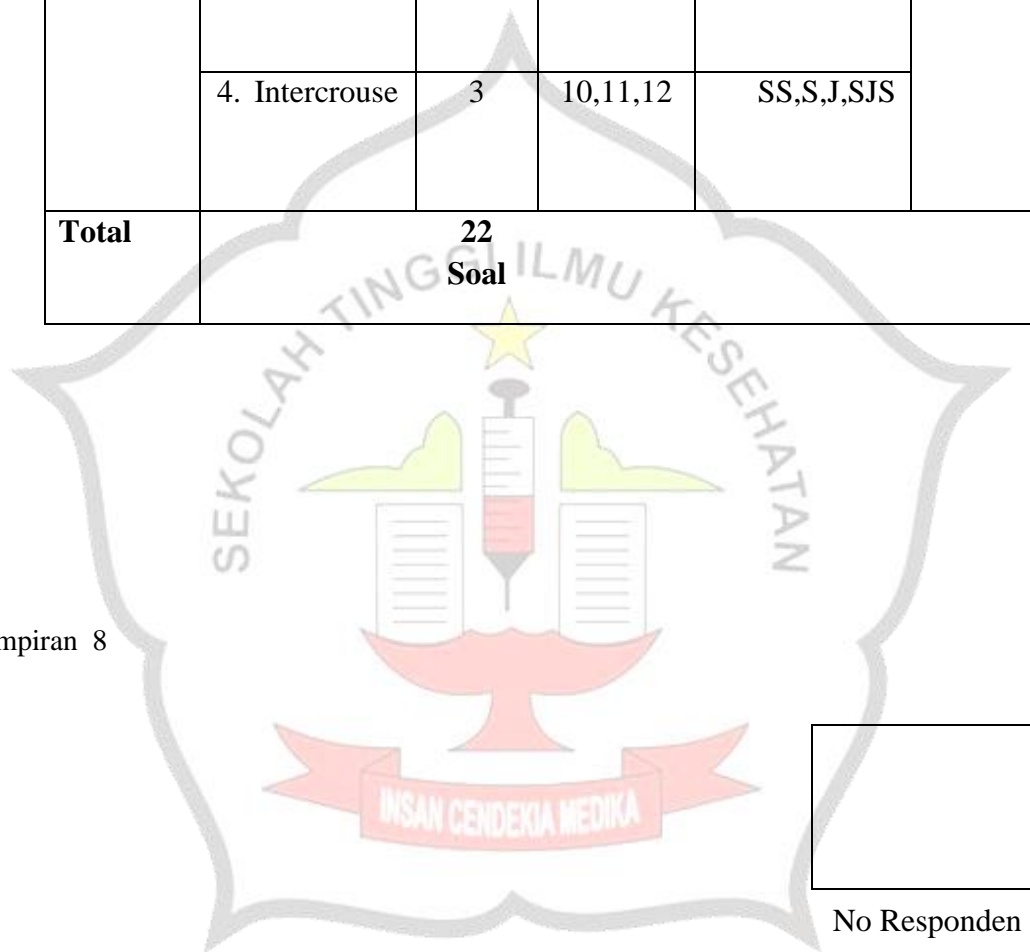 4. Intercrouse 3 10,11,12 SS,S,J,SJS
Total 22
Soal
SEKOLAH TINGGI ILMU KESEHATAN
mpiran 8
INSAN CENDEKIA MEDIKA
No Responden